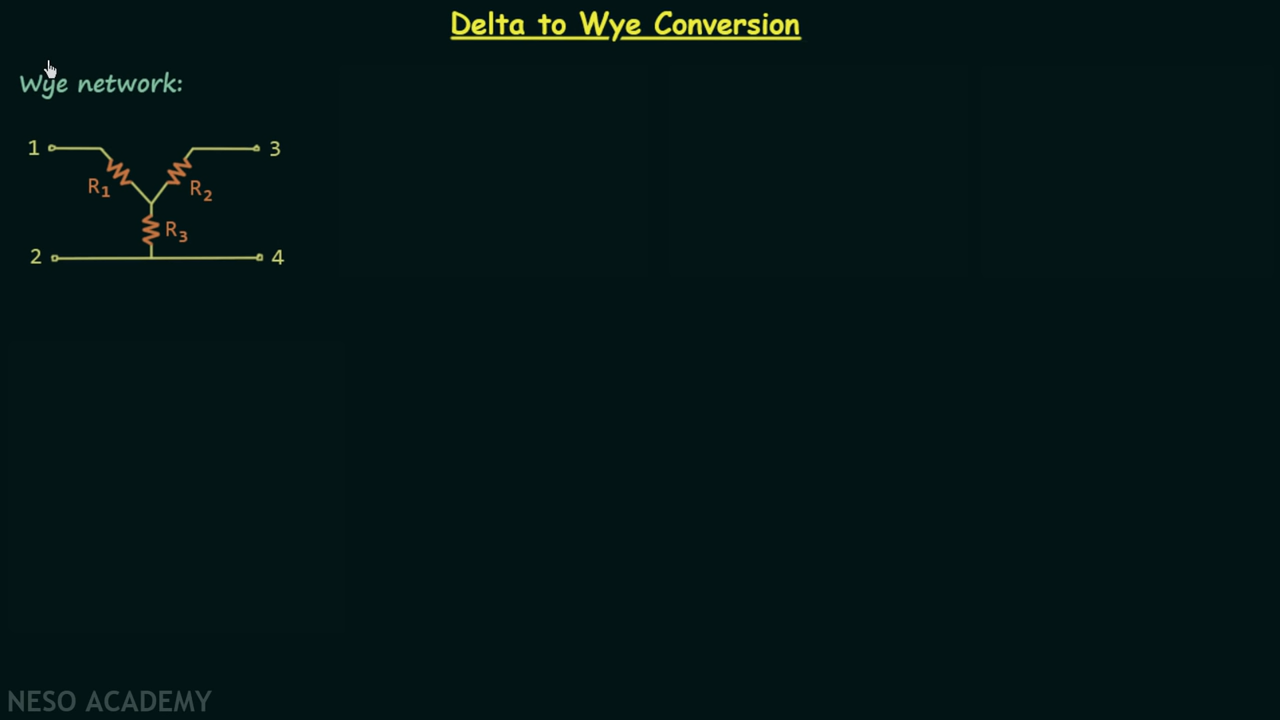 Delta to Wye Conversion
Wye network:
1 3
R1 R2
R3
2 4
NESO ACADEMY